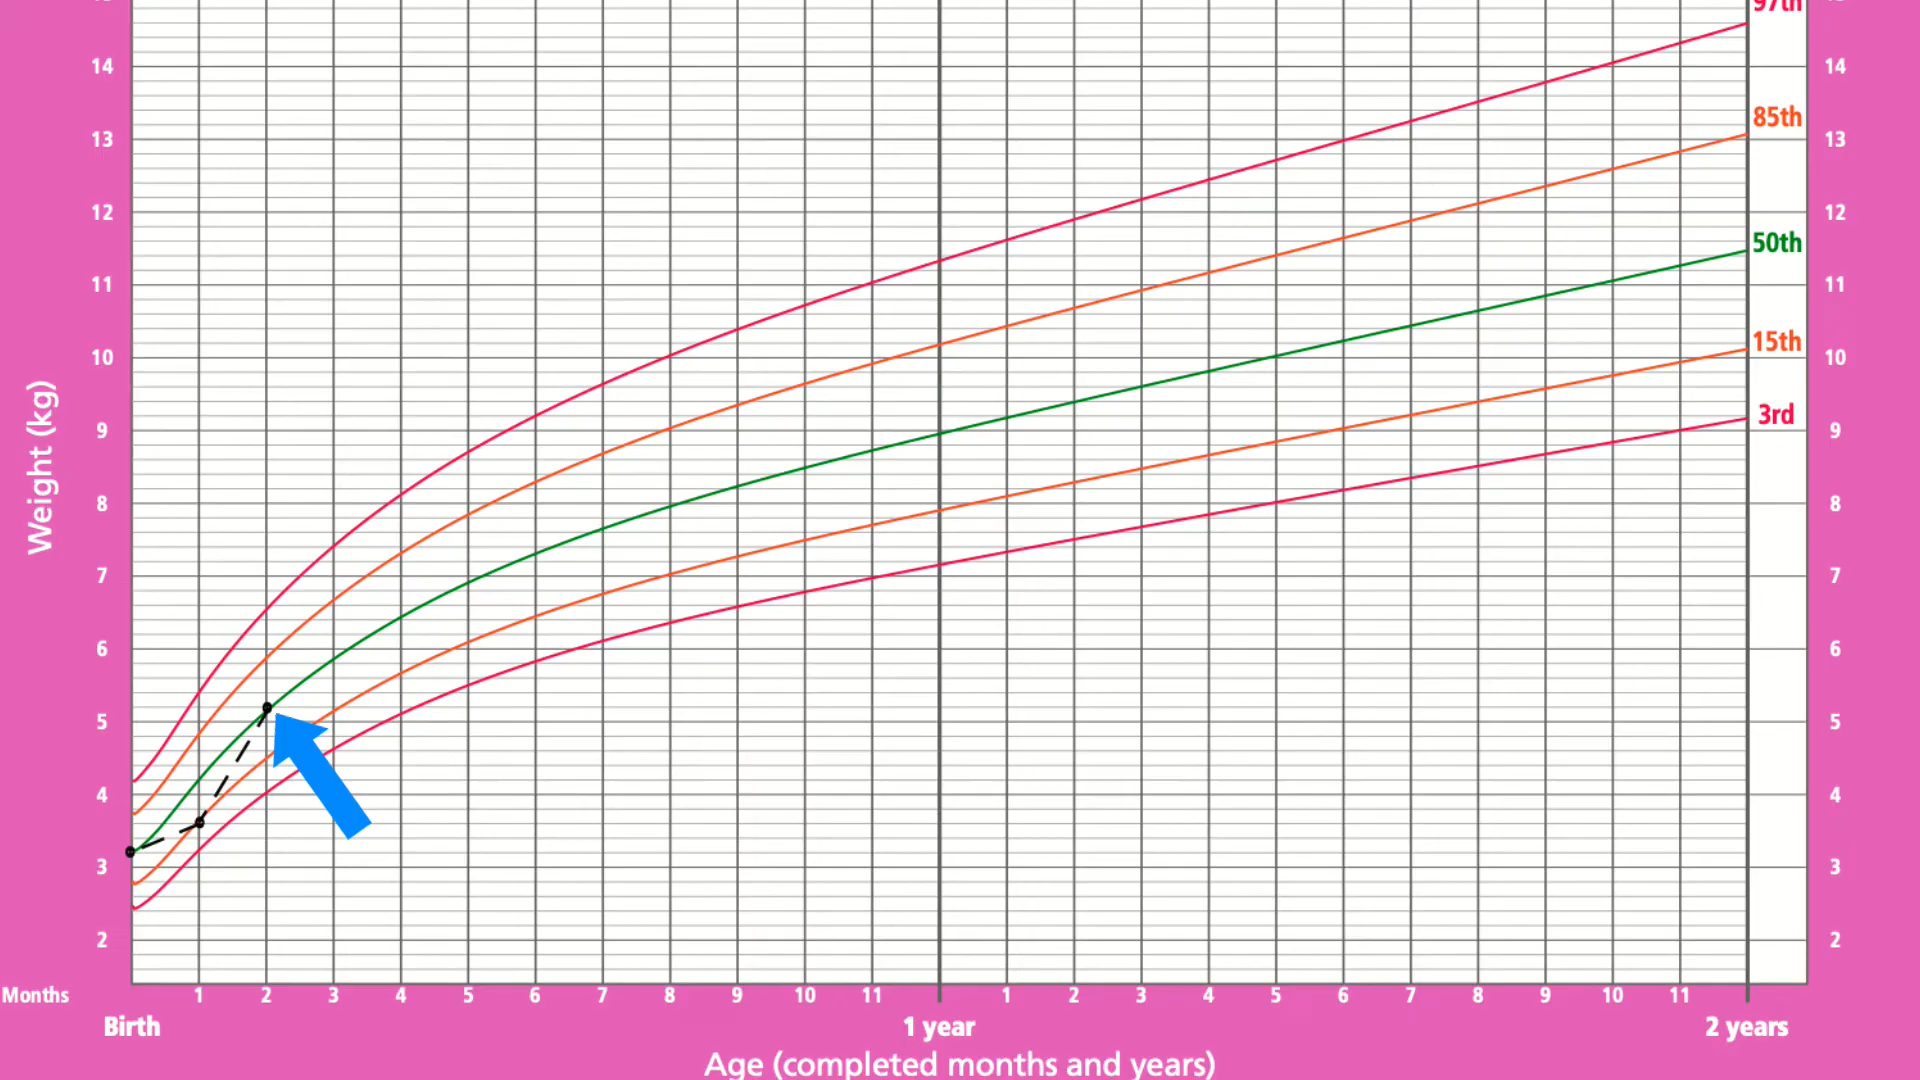 97th
14 14
85th
13 13
12 12
50th
11 11
15th
10 10
3rd
9 9
Weight (kg)
8 8
7 7
6 6
5 5
4 4
3 3
2 2
Months 1 2 3 4 5 6 7 8 9 10 11 1 2 3 4 5 6 7 8 9 10 11
Birth 1 year 2 years
Age (completed months and years)